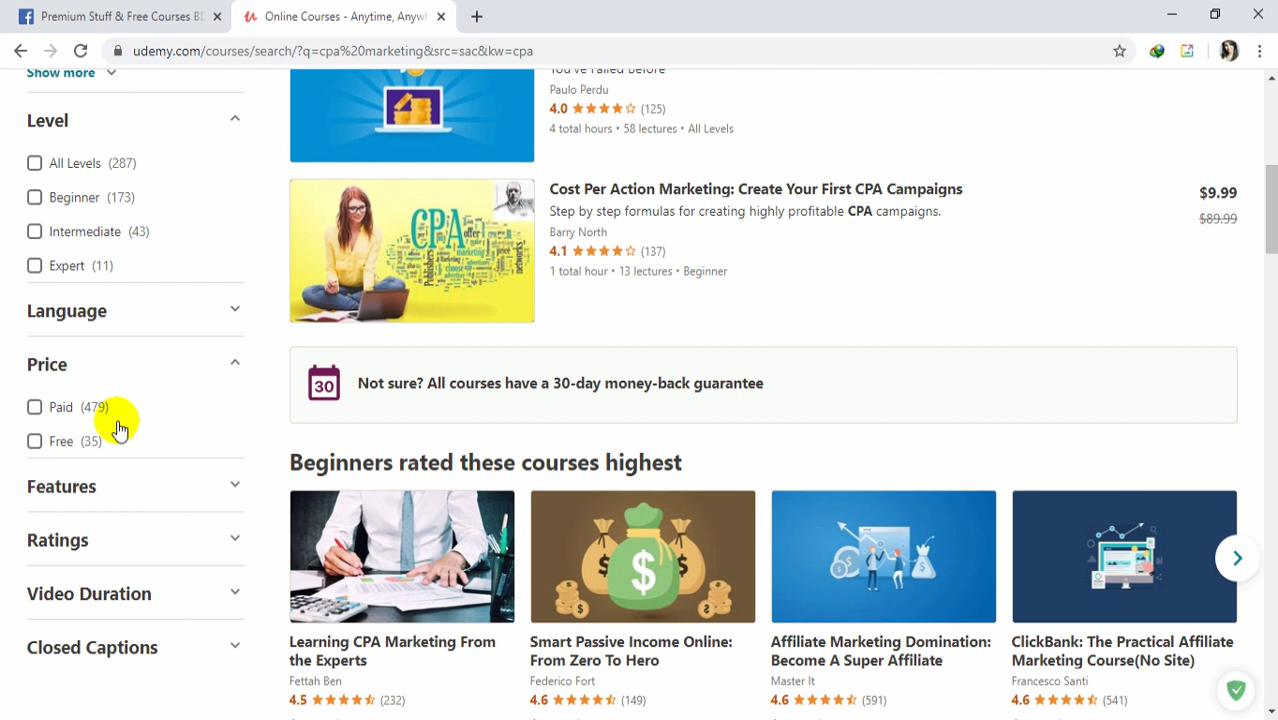 Premium Stuff & Free Courses BD
Online Courses - Anytime, Anywh
udemy.com/courses/search/?q=cpa%20marketing&src=sac&kw=cpa
Show more
Level
All Levels (287)
Beginner (173)
Intermediate (43)
Expert (11)
Language
Price
Paid (479)
Free (35)
Features
Ratings
Video Duration
Closed Captions
You've Failed Before
Paulo Perdu
4.0 (125)
4 total hours • 58 lectures • All Levels
CPA
offer
Cost Per Action Marketing: Create Your First CPA Campaigns
$9.99
Step by step formulas for creating highly profitable CPA campaigns.
$89.99
Barry North
4.1 (137)
1 total hour • 13 lectures • Beginner
30
Not sure? All courses have a 30-day money-back guarantee
Beginners rated these courses highest
Learning CPA Marketing From
the Experts
Fettah Ben
4.5 (232)
Smart Passive Income Online:
From Zero To Hero
Federico Fort
4.6 (149)
Affiliate Marketing Domination:
Become A Super Affiliate
Master It
4.6 (591)
ClickBank: The Practical Affiliate
Marketing Course(No Site)
Francesco Santi
4.6 (541)